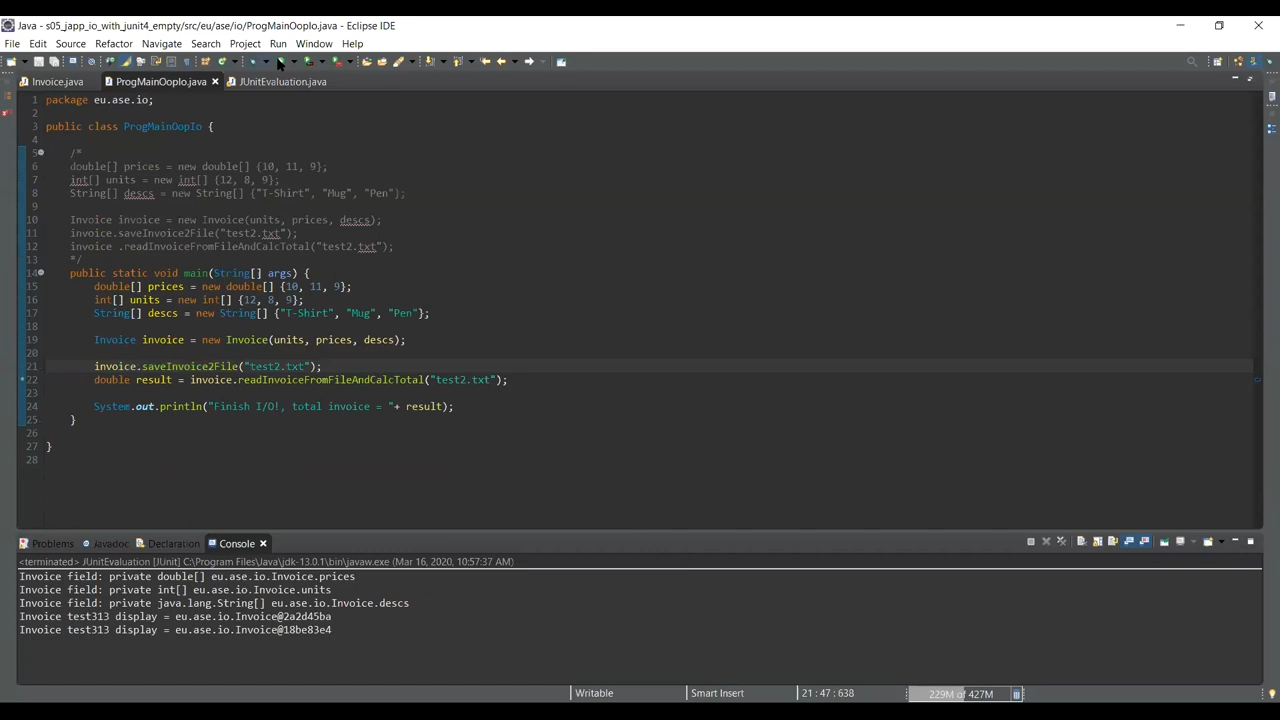 Java - s05_japp_io_with_junit4_empty/src/eu/ase/io/ProgMainOopIo.java - Eclipse IDE
File Edit Source Refactor Navigate Search Project Run Window Help
Invoice.java ProgMainOopIo.java JUnitEvaluation.java
1 package eu.ase.io;
2
3 public class ProgMainOopIo {
4
5 /*
6 double[] prices = new double[] {10, 11, 9};
7 int[] units = new int[] {12, 8, 9};
8 String[] descs = new String[] {"T-Shirt", "Mug", "Pen"};
9
10 Invoice invoice = new Invoice(units, prices, descs);
11 invoice.saveInvoice2File("test2.txt");
12 invoice .readInvoiceFromFileAndCalcTotal("test2.txt");
13 */
14 public static void main(String[] args) {
15 double[] prices = new double[] {10, 11, 9};
16 int[] units = new int[] {12, 8, 9};
17 String[] descs = new String[] {"T-Shirt", "Mug", "Pen"};
18
19 Invoice invoice = new Invoice(units, prices, descs);
20
21 invoice.saveInvoice2File("test2.txt");
22 double result = invoice.readInvoiceFromFileAndCalcTotal("test2.txt");
23
24 System.out.println("Finish I/O!, total invoice = "+ result);
25 }
26
27 }
28
Problems Javadoc Declaration Console
<terminated> JUnitEvaluation [JUnit] C:\Program Files\Java\jdk-13.0.1\bin\javaw.exe (Mar 16, 2020, 10:57:37 AM)
Invoice field: private double[] eu.ase.io.Invoice.prices
Invoice field: private int[] eu.ase.io.Invoice.units
Invoice field: private java.lang.String[] eu.ase.io.Invoice.descs
Invoice test313 display = eu.ase.io.Invoice@2a2d45ba
Invoice test313 display = eu.ase.io.Invoice@18be83e4
Writable Smart Insert 21 : 47 : 638 229M of 427M